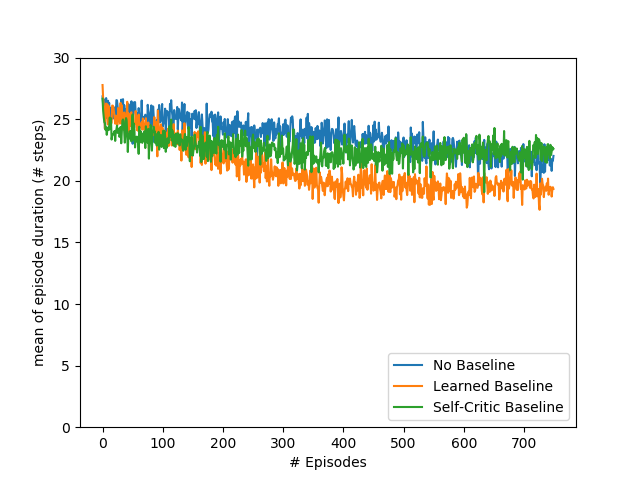 30
25
20
15
10
5
0
mean of episode duration (# steps)
No Baseline
Learned Baseline
Self-Critic Baseline
0 100 200 300 400 500 600 700
# Episodes